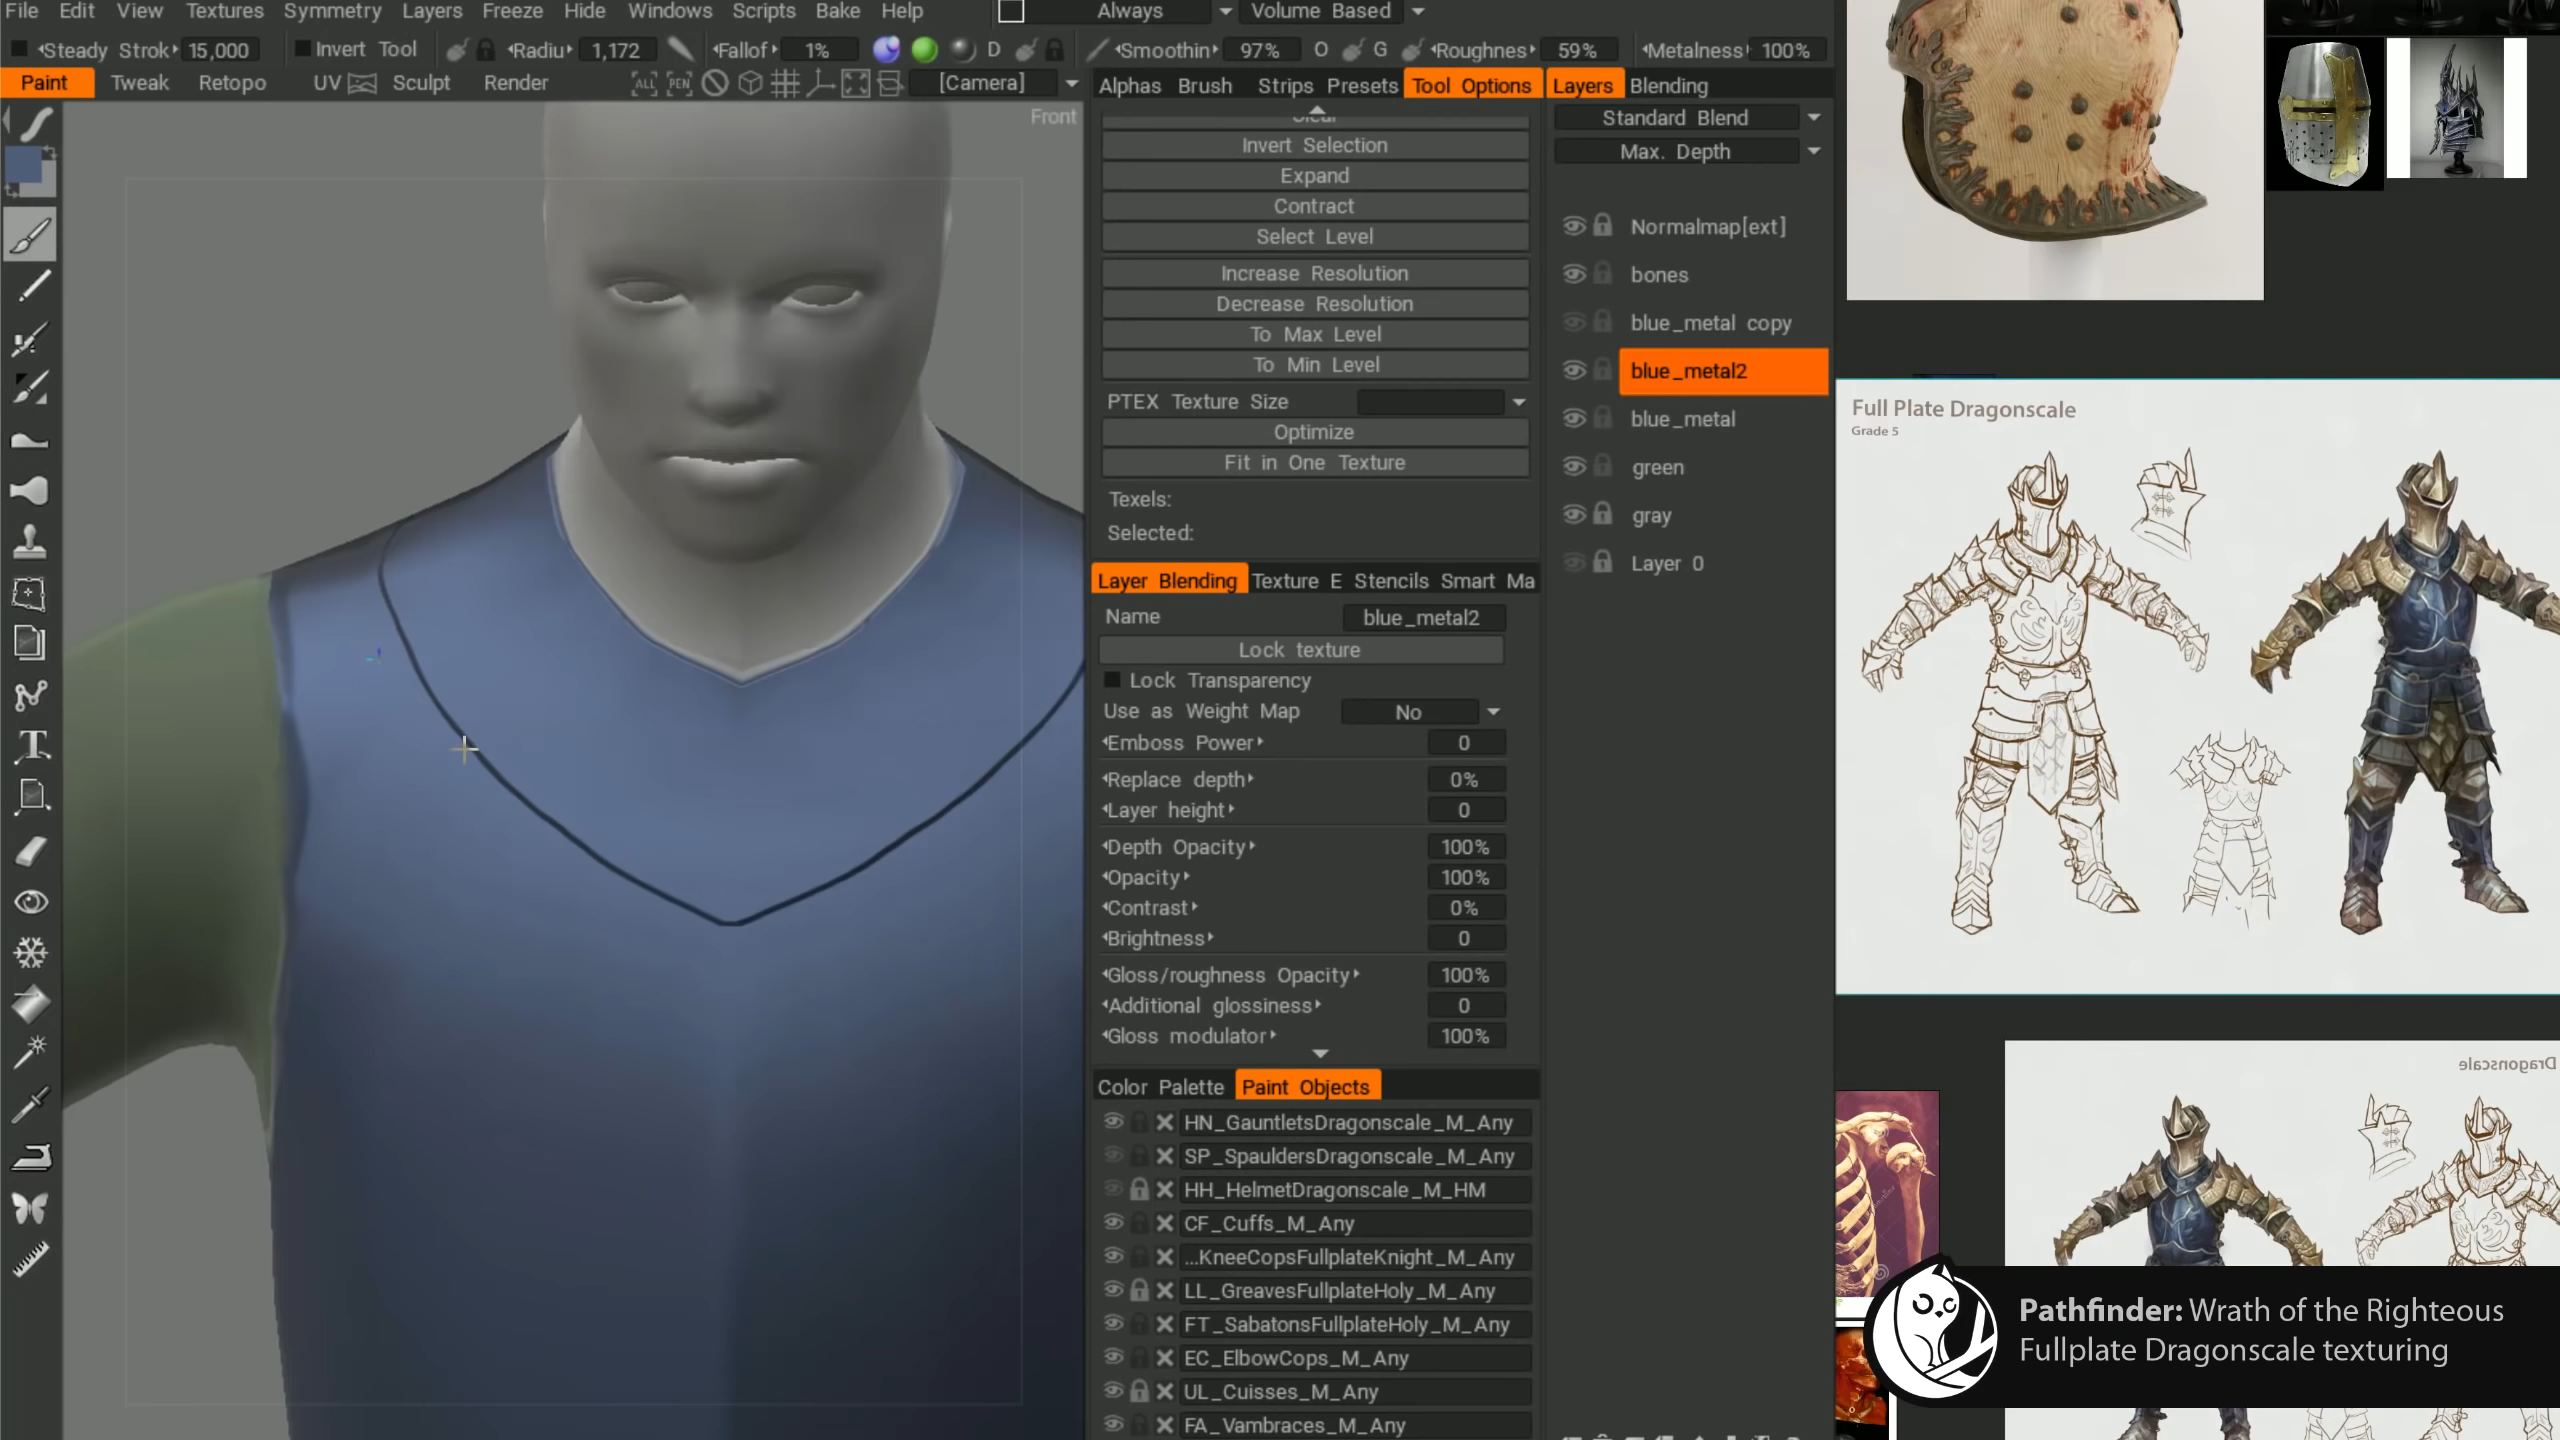 File Edit View Textures Symmetry Layers Freeze Hide Windows Scripts Bake Help
Always Volume Based
Steady Strok 15,000 Invert Tool Radiu 1,172 Fallof 1% D Smoothin 97% O G Roughnes 59% Metalness 100%
Paint Tweak Retopo UV Sculpt Render ALL PEN [Camera]
Front
Alphas Brush Strips Presets Tool Options
Clear
Invert Selection
Expand
Contract
Select Level
Increase Resolution
Decrease Resolution
To Max Level
To Min Level
PTEX Texture Size
Optimize
Fit in One Texture
Texels:
Selected:
Layer Blending Texture E Stencils Smart Ma
Name blue_metal2
Lock texture
Lock Transparency
Use as Weight Map No
Emboss Power 0
Replace depth 0%
Layer height 0
Depth Opacity 100%
Opacity 100%
Contrast 0%
Brightness 0
Gloss/roughness Opacity 100%
Additional glossiness 0
Gloss modulator 100%
Color Palette Paint Objects
HN_GauntletsDragonscale_M_Any
SP_SpauldersDragonscale_M_Any
HH_HelmetDragonscale_M_HM
CF_Cuffs_M_Any
...KneeCopsFullplateKnight_M_Any
LL_GreavesFullplateHoly_M_Any
FT_SabatonsFullplateHoly_M_Any
EC_ElbowCops_M_Any
UL_Cuisses_M_Any
FA_Vambraces_M_Any
Layers Blending
Standard Blend
Max. Depth
Normalmap[ext]
bones
blue_metal copy
blue_metal2
blue_metal
green
gray
Layer 0
Full Plate Dragonscale
Grade 5
Dragonscale
Pathfinder: Wrath of the Righteous
Fullplate Dragonscale texturing